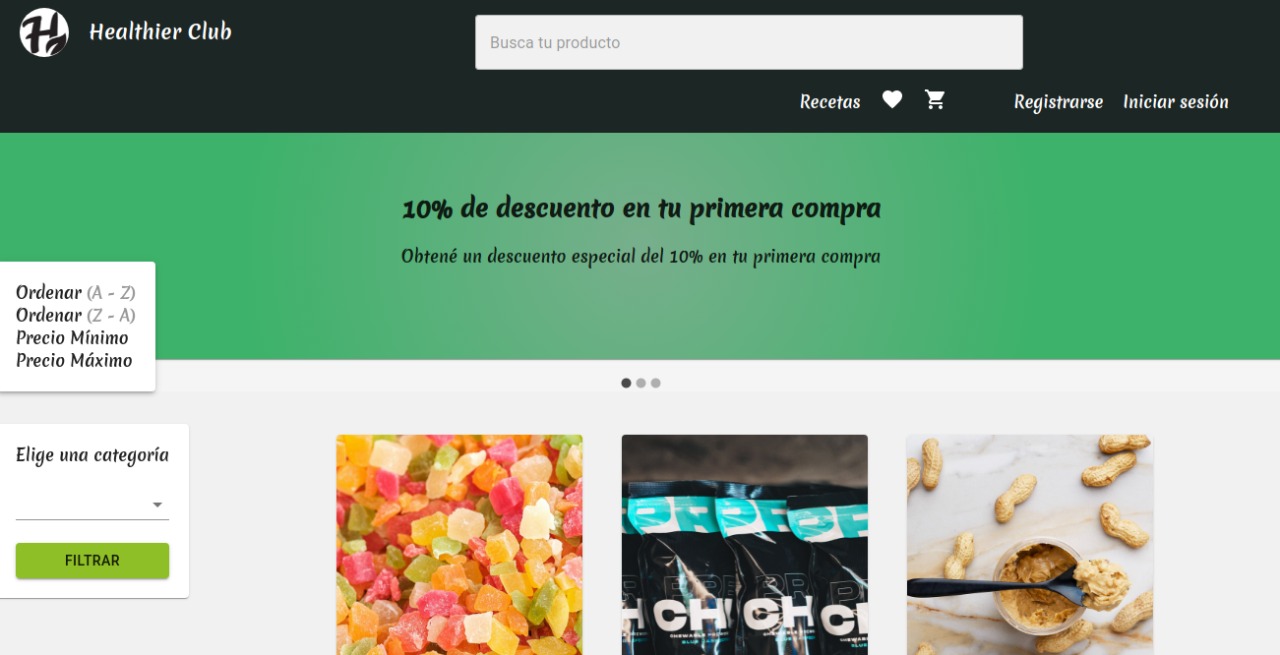 Healthier Club
Busca tu producto
Recetas
Registrarse
Iniciar sesión
10% de descuento en tu primera compra
Obtené un descuento especial del 10% en tu primera compra
Ordenar (A - Z)
Ordenar (Z - A)
Precio Mínimo
Precio Máximo
Elige una categoría
FILTRAR